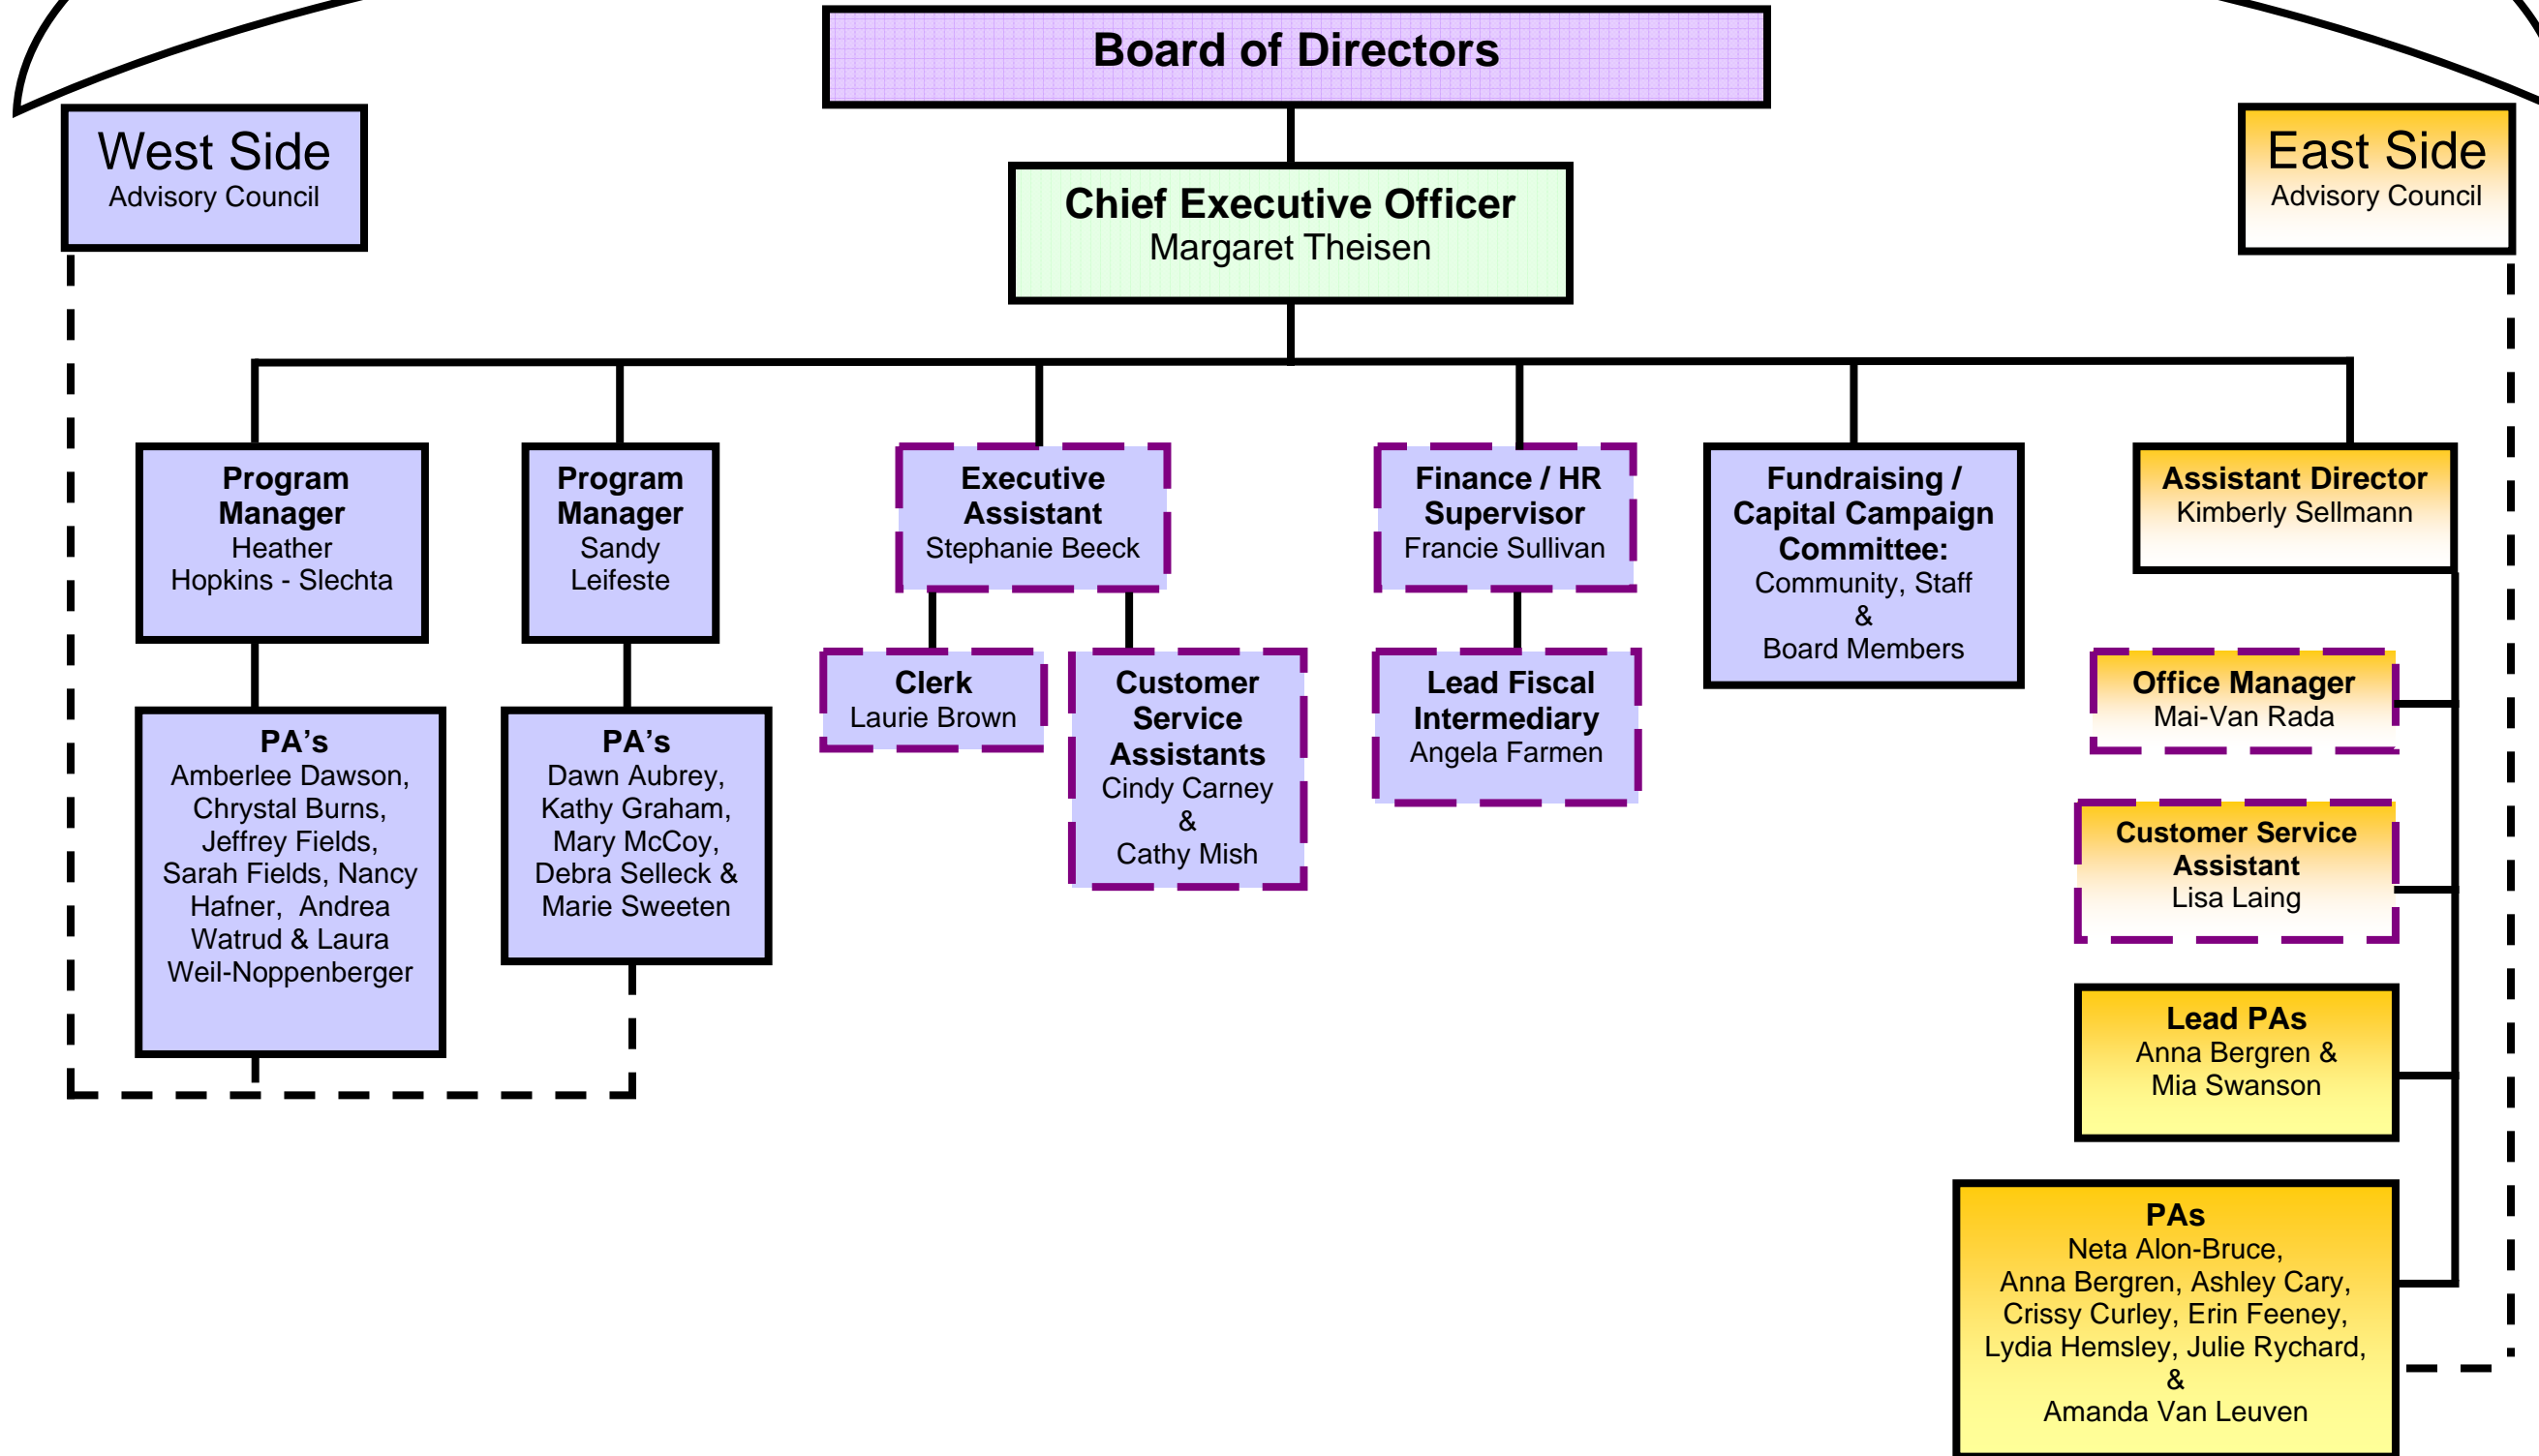 Board of Directors
West Side
Advisory Council
East Side
Advisory Council
Chief Executive Officer
Margaret Theisen
Program
Manager
Heather
Hopkins - Slechta
Program
Manager
Sandy
Leifeste
Executive
Assistant
Stephanie Beeck
Finance / HR
Supervisor
Francie Sullivan
Fundraising /
Capital Campaign
Committee:
Community, Staff
&
Board Members
Assistant Director
Kimberly Sellmann
PA’s
Amberlee Dawson,
Chrystal Burns,
Jeffrey Fields,
Sarah Fields, Nancy
Hafner, Andrea
Watrud & Laura
Weil-Noppenberger
PA’s
Dawn Aubrey,
Kathy Graham,
Mary McCoy,
Debra Selleck &
Marie Sweeten
Clerk
Laurie Brown
Customer
Service
Assistants
Cindy Carney
&
Cathy Mish
Lead Fiscal
Intermediary
Angela Farmen
Office Manager
Mai-Van Rada
Customer Service
Assistant
Lisa Laing
Lead PAs
Anna Bergren &
Mia Swanson
PAs
Neta Alon-Bruce,
Anna Bergren, Ashley Cary,
Crissy Curley, Erin Feeney,
Lydia Hemsley, Julie Rychard,
&
Amanda Van Leuven